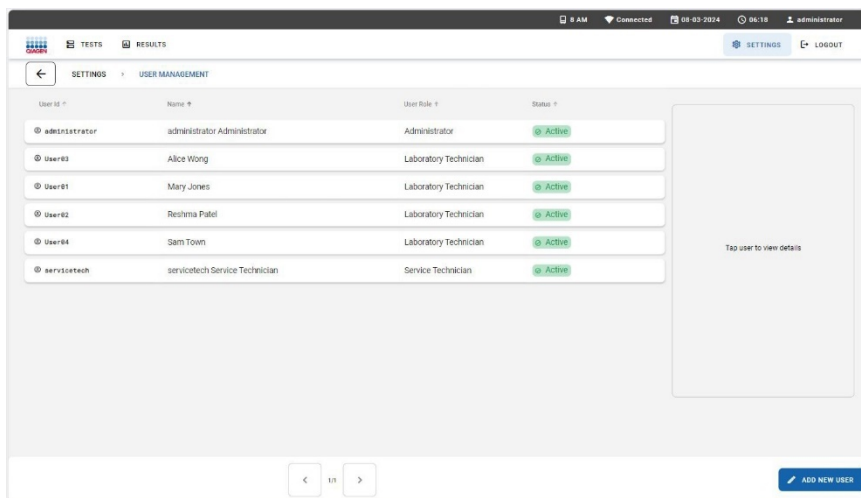 8 AM Connected 08-03-2024 06:18 administrator
QIAGEN TESTS RESULTS SETTINGS LOGOUT
SETTINGS > USER MANAGEMENT
User Id Name User Role Status
administrator administrator Administrator Administrator Active
User03 Alice Wong Laboratory Technician Active
User01 Mary Jones Laboratory Technician Active
User02 Reshma Patel Laboratory Technician Active
User04 Sam Town Laboratory Technician Active
Tap user to view details
servicetech servicetech Service Technician Service Technician Active
1/1
ADD NEW USER